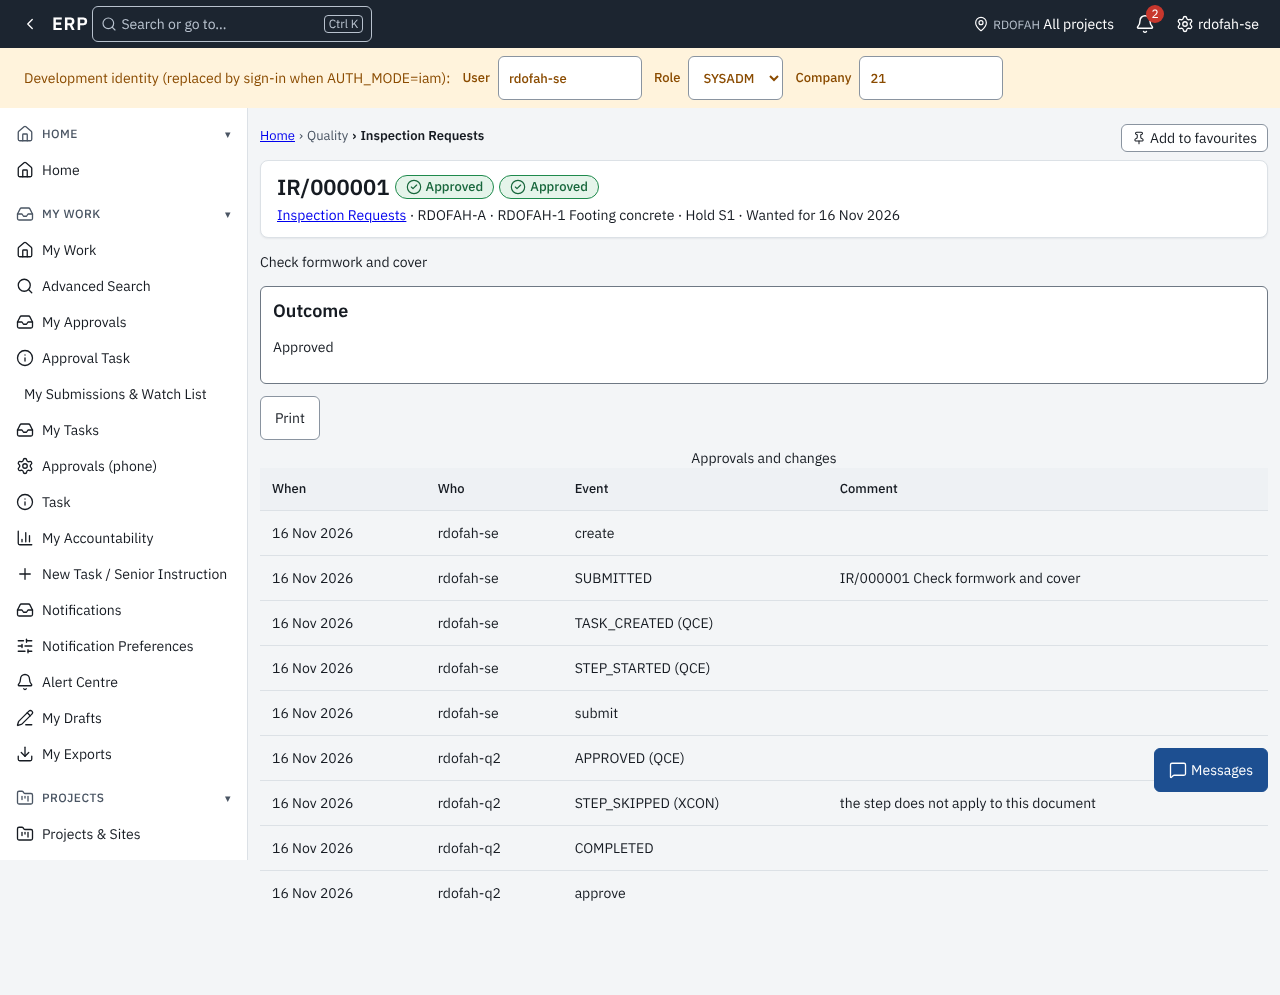 ERP
Search or go to...
Ctrl K
RDOFAH All projects
2
rdofah-se
Development identity (replaced by sign-in when AUTH_MODE=iam):
User
rdofah-se
Role
SYSADM
Company
21
HOME
Home
MY WORK
My Work
Advanced Search
My Approvals
Approval Task
My Submissions & Watch List
My Tasks
Approvals (phone)
Task
My Accountability
New Task / Senior Instruction
Notifications
Notification Preferences
Alert Centre
My Drafts
My Exports
PROJECTS
Projects & Sites
Home › Quality › Inspection Requests
Add to favourites
IR/000001 Approved Approved
Inspection Requests · RDOFAH-A · RDOFAH-1 Footing concrete · Hold S1 · Wanted for 16 Nov 2026
Check formwork and cover
Outcome
Approved
Print
Approvals and changes
When Who Event Comment
16 Nov 2026 rdofah-se create
16 Nov 2026 rdofah-se SUBMITTED IR/000001 Check formwork and cover
16 Nov 2026 rdofah-se TASK_CREATED (QCE)
16 Nov 2026 rdofah-se STEP_STARTED (QCE)
16 Nov 2026 rdofah-se submit
16 Nov 2026 rdofah-q2 APPROVED (QCE)
Messages
16 Nov 2026 rdofah-q2 STEP_SKIPPED (XCON) the step does not apply to this document
16 Nov 2026 rdofah-q2 COMPLETED
16 Nov 2026 rdofah-q2 approve